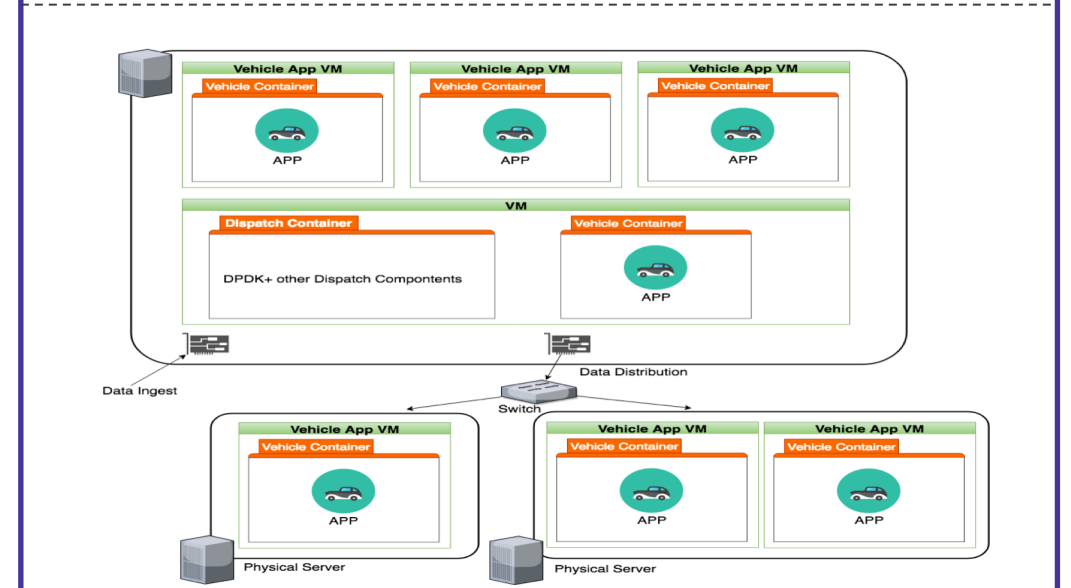 Vehicle App VM
Vehicle App VM
Vehicle App VM
Vehicle Container
Vehicle Container
Vehicle Container
APP
APP
APP
VM
Dispatch Container
Vehicle Container
DPDK+ other Dispatch Compontents
APP
Data Ingest
Data Distribution
Switch
Vehicle App VM
Vehicle App VM
Vehicle App VM
Vehicle Container
Vehicle Container
Vehicle Container
APP
APP
APP
Physical Server
Physical Server